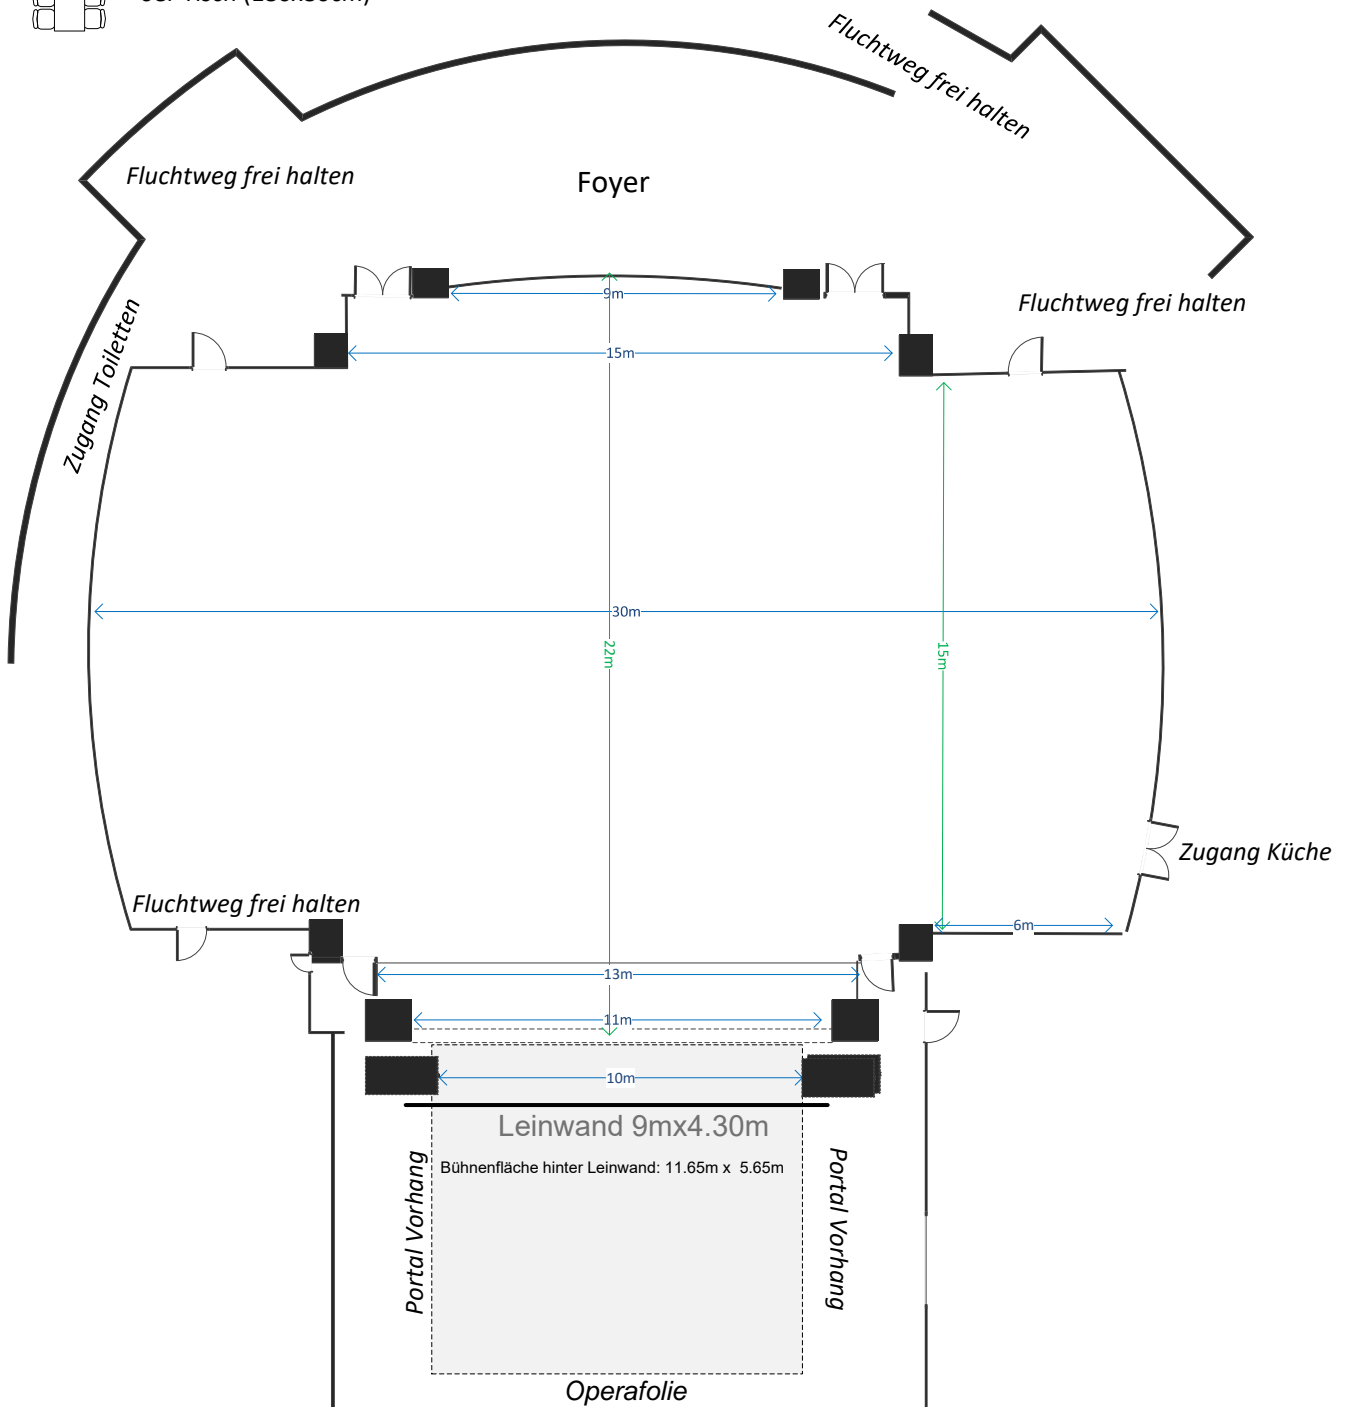 Fluchtweg frei halten
Fluchtweg frei halten
Foyer
9m
Fluchtweg frei halten
15m
Zugang Toiletten
30m
22m
15m
Zugang Küche
Fluchtweg frei halten
6m
13m
11m
10m
Leinwand 9mx4.30m
Bühnenfläche hinter Leinwand: 11.65m x 5.65m
Portal Vorhang
Portal Vorhang
Operafolie